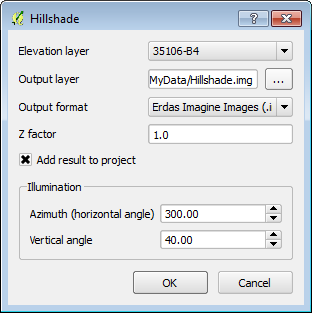 Hillshade
Elevation layer 35106-B4
Output layer MyData/Hillshade.img ...
Output format Erdas Imagine Images (.i
Z factor 1.0
Add result to project
Illumination
Azimuth (horizontal angle) 300.00
Vertical angle 40.00
OK Cancel